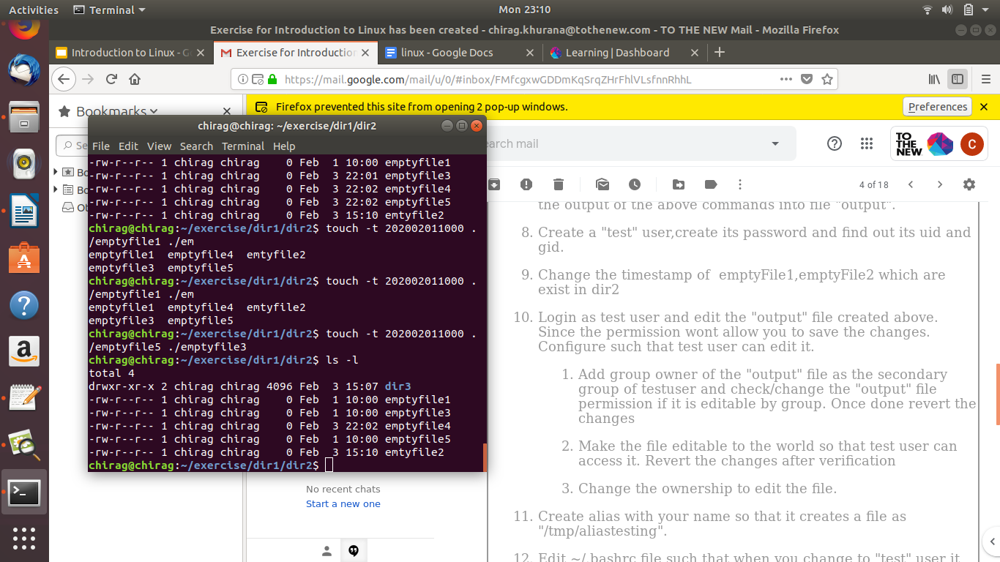 Activities
Terminal
Mon 23:10
Exercise for Introduction to Linux has been created - chirag.khurana@tothenew.com - TO THE NEW Mail - Mozilla Firefox
Introduction to Linux - G
Exercise for Introduction
linux - Google Docs
Learning | Dashboard
https://mail.google.com/mail/u/0/#inbox/FMfcgxwGDDmKqSrqZHrFhlVLsfnnRhhL
Bookmarks
Firefox prevented this site from opening 2 pop-up windows.
Preferences
Se
Bo
Bo
Ot
earch mail
TO
THE
NEW
C
4 of 18
chirag@chirag: ~/exercise/dir1/dir2
File Edit View Search Terminal Help
-rw-r--r-- 1 chirag chirag    0 Feb  1 10:00 emptyfile1
-rw-r--r-- 1 chirag chirag    0 Feb  3 22:01 emptyfile3
-rw-r--r-- 1 chirag chirag    0 Feb  3 22:02 emptyfile4
-rw-r--r-- 1 chirag chirag    0 Feb  3 22:02 emptyfile5
-rw-r--r-- 1 chirag chirag    0 Feb  3 15:10 emtyfile2
chirag@chirag:~/exercise/dir1/dir2$ touch -t 202002011000 .
/emptyfile1 ./em
emptyfile1  emptyfile4  emtyfile2
emptyfile3  emptyfile5
chirag@chirag:~/exercise/dir1/dir2$ touch -t 202002011000 .
/emptyfile1 ./em
emptyfile1  emptyfile4  emtyfile2
emptyfile3  emptyfile5
chirag@chirag:~/exercise/dir1/dir2$ touch -t 202002011000 .
/emptyfile5 ./emptyfile3
chirag@chirag:~/exercise/dir1/dir2$ ls -l
total 4
drwxr-xr-x 2 chirag chirag 4096 Feb  3 15:07 dir3
-rw-r--r-- 1 chirag chirag    0 Feb  1 10:00 emptyfile1
-rw-r--r-- 1 chirag chirag    0 Feb  1 10:00 emptyfile3
-rw-r--r-- 1 chirag chirag    0 Feb  3 22:02 emptyfile4
-rw-r--r-- 1 chirag chirag    0 Feb  1 10:00 emptyfile5
-rw-r--r-- 1 chirag chirag    0 Feb  3 15:10 emtyfile2
chirag@chirag:~/exercise/dir1/dir2$
the output of the above commands into file "output".
8. Create a "test" user,create its password and find out its uid and
gid.
9. Change the timestamp of  emptyFile1,emptyFile2 which are
exist in dir2
10. Login as test user and edit the "output" file created above.
Since the permission wont allow you to save the changes.
Configure such that test user can edit it.
1. Add group owner of the "output" file as the secondary
group of testuser and check/change the "output" file
permission if it is editable by group. Once done revert the
changes
2. Make the file editable to the world so that test user can
access it. Revert the changes after verification
3. Change the ownership to edit the file.
11. Create alias with your name so that it creates a file as
"/tmp/aliastesting".
12. Edit ~/.bashrc file such that when you change to "test" user it
No recent chats
Start a new one